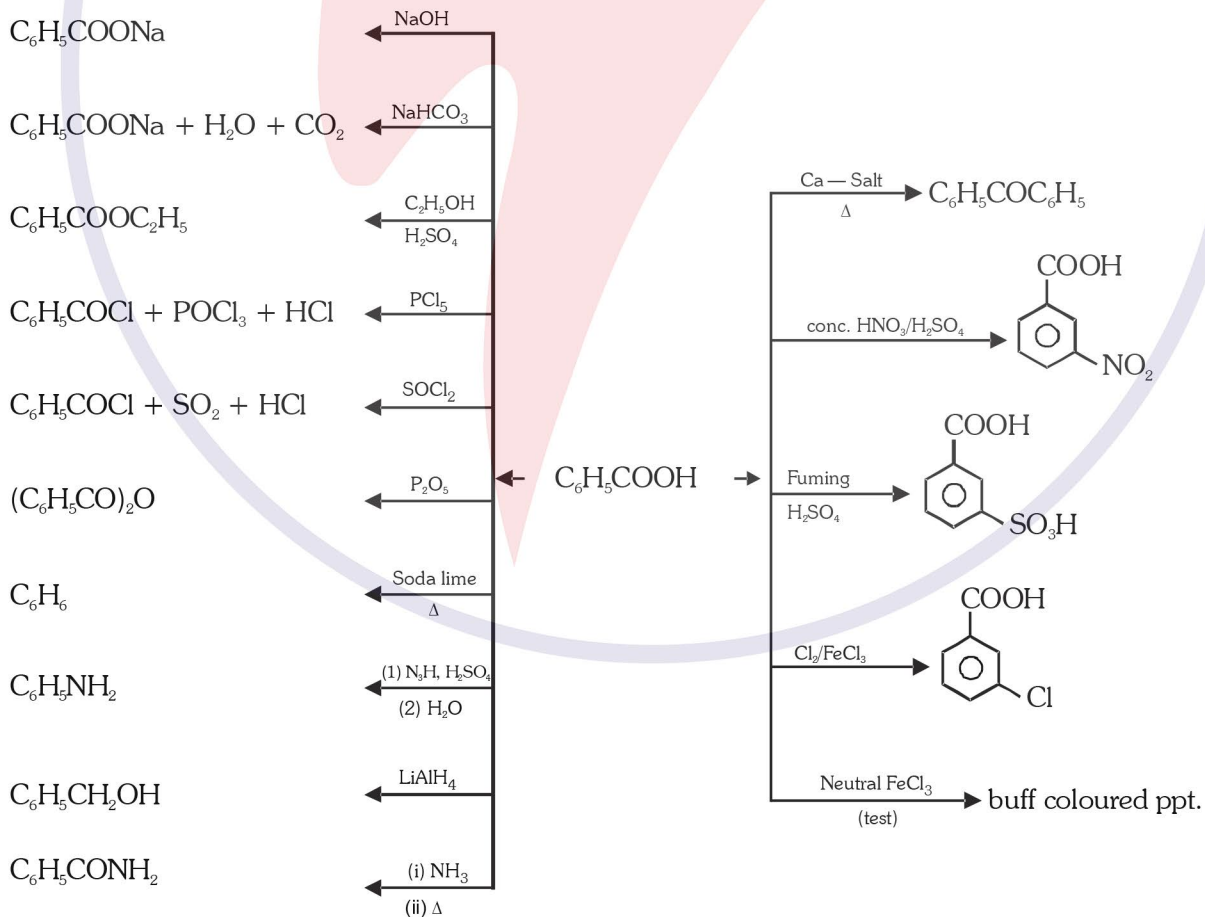 C₆H₅COONa
NaOH
C₆H₅COONa + H₂O + CO₂
NaHCO₃
C₆H₅COOC₂H₅
C₂H₅OH
H₂SO₄
C₆H₅COCl + POCl₃ + HCl
PCl₅
C₆H₅COCl + SO₂ + HCl
SOCl₂
(C₆H₅CO)₂O
P₂O₅
C₆H₆
Soda lime
Δ
C₆H₅NH₂
(1) N₃H, H₂SO₄
(2) H₂O
C₆H₅CH₂OH
LiAlH₄
C₆H₅CONH₂
(i) NH₃
(ii) Δ
C₆H₅COOH
Ca — Salt
Δ
C₆H₅COC₆H₅
conc. HNO₃/H₂SO₄
COOH
NO₂
Fuming
H₂SO₄
COOH
SO₃H
Cl₂/FeCl₃
COOH
Cl
Neutral FeCl₃
(test)
buff coloured ppt.